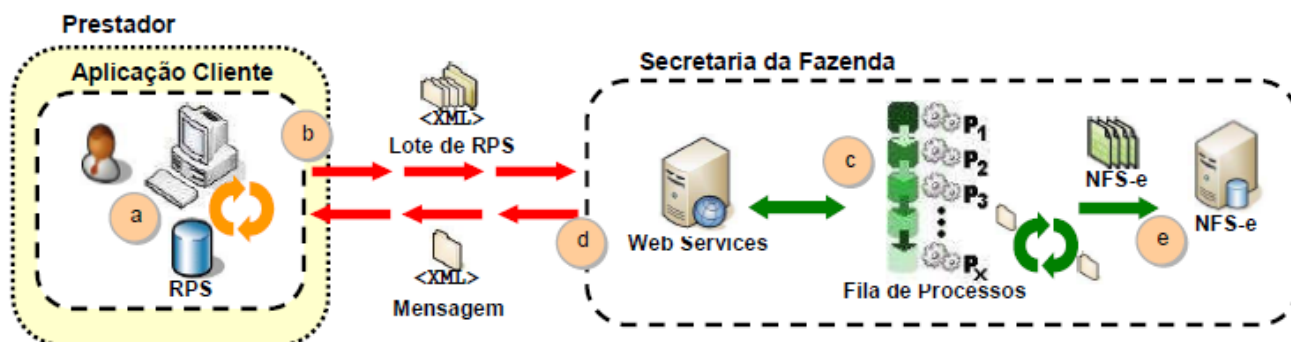 Prestador
Aplicação Cliente
a
RPS
b
<XML>
Lote de RPS
<XML>
Mensagem
d
Secretaria da Fazenda
Web Services
c
P1
P2
P3
Px
Fila de Processos
NFS-e
e
NFS-e